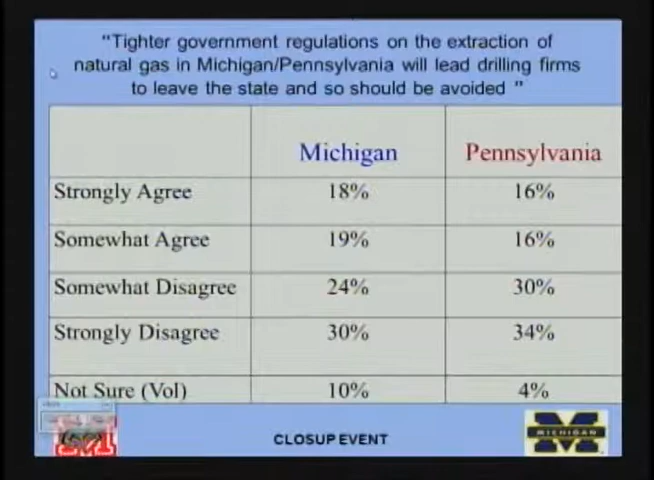 “Tighter government regulations on the extraction of
natural gas in Michigan/Pennsylvania will lead drilling firms
to leave the state and so should be avoided ”
Michigan Pennsylvania
Strongly Agree 18% 16%
Somewhat Agree 19% 16%
Somewhat Disagree 24% 30%
Strongly Disagree 30% 34%
Not Sure (Vol) 10% 4%
CLOSUP EVENT
MICHIGAN